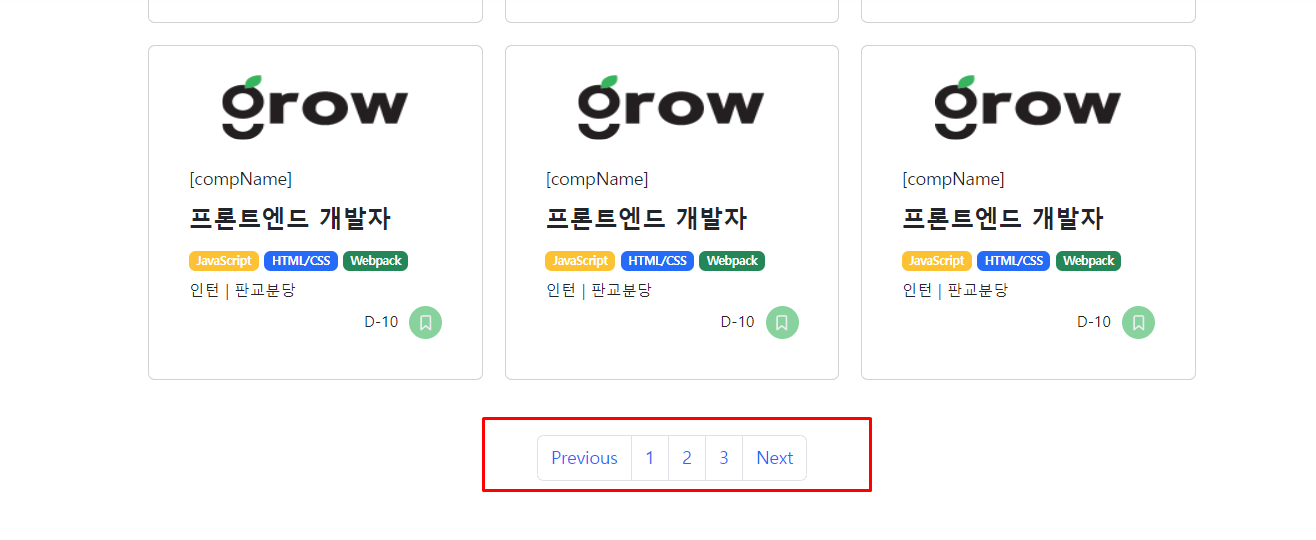 grow
[compName]
프론트엔드 개발자
JavaScript HTML/CSS Webpack
인턴 | 판교분당
D-10
grow
[compName]
프론트엔드 개발자
JavaScript HTML/CSS Webpack
인턴 | 판교분당
D-10
grow
[compName]
프론트엔드 개발자
JavaScript HTML/CSS Webpack
인턴 | 판교분당
D-10
Previous 1 2 3 Next